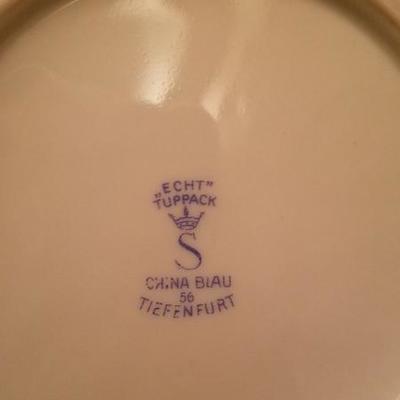 „ECHT"
TUPPACK
S
CHINA BLAU
56
TIEFENFURT